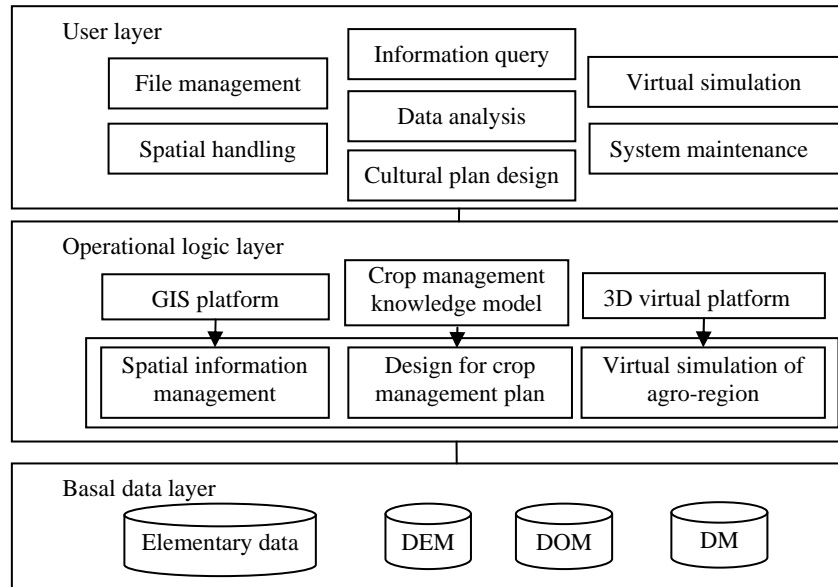 User layer
Information query
File management
Virtual simulation
Data analysis
Spatial handling
System maintenance
Cultural plan design
Operational logic layer
GIS platform
Crop management
knowledge model
3D virtual platform
Spatial information
management
Design for crop
management plan
Virtual simulation of
agro-region
Basal data layer
Elementary data
DEM
DOM
DM